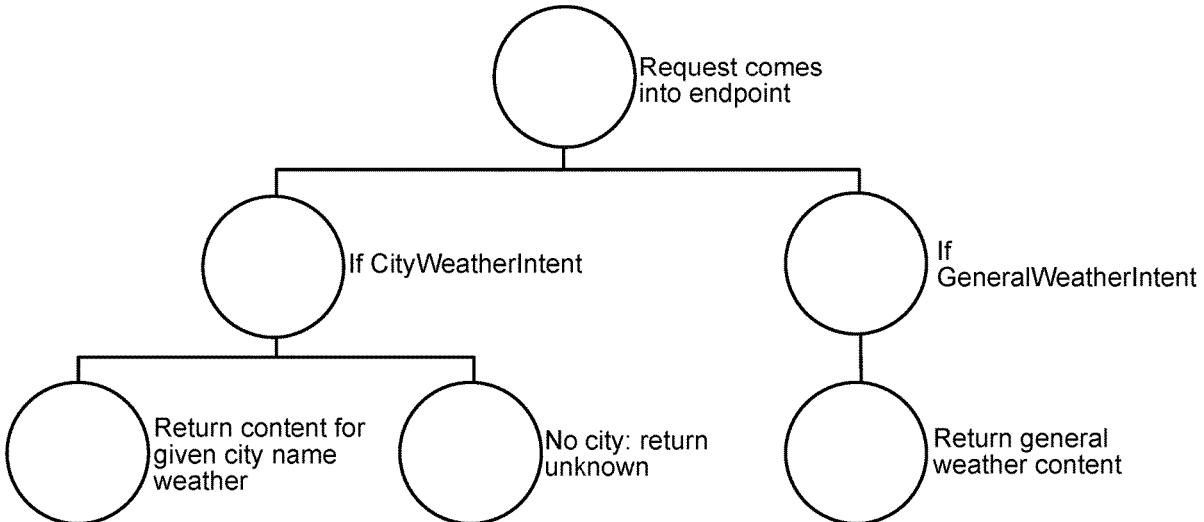 Request comes
into endpoint
If CityWeatherIntent
If
GeneralWeatherIntent
Return content for
given city name
weather
No city: return
unknown
Return general
weather content